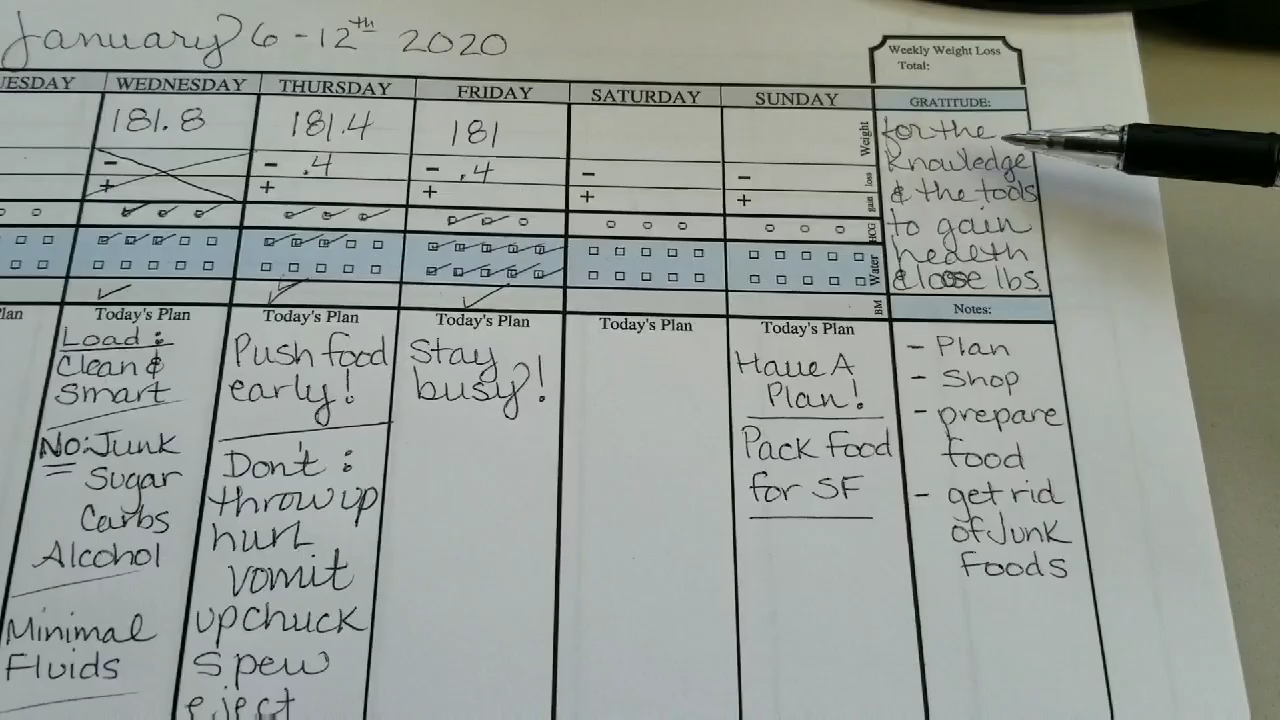 January 6-12th 2020
Weekly Weight Loss
Total:
UESDAY
WEDNESDAY
THURSDAY
FRIDAY
SATURDAY
SUNDAY
GRATITUDE:
181.8
181.4
181
Weight
- 
- .4
- .4
-
-
loss
+
+
+
+
+
gain
HCG
Water
BM
for the
Knowledge
& the tools
to gain
hedeth
& loose lbs.
Notes:
- Plan
- Shop
- prepare
food
- get rid
of Junk
Foods
lan
Today's Plan
Load:
Clean &
Smart
No: Junk
Sugar
Carbs
Alcohol
Minimal
Fluids
Today's Plan
Push food
early!
Don't:
throw up
hurl
vomit
upchuck
spew
eject
Today's Plan
Stay
busy!
Today's Plan
Today's Plan
Have A
Plan!
Pack Food
for SF